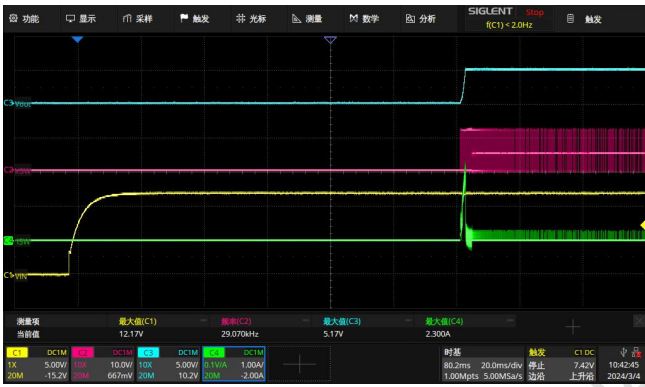 功能 显示 采样 触发 光标 测量 数学 分析 SIGLENT Stop 触发
f(C1) < 2.0Hz
C3 Vout
C2 VSW
C4 ISW
C1 VIN
测量项 最大值(C1) 频率(C2) 最大值(C3) 最大值(C4)
当前值 12.17V 29.070kHz 5.17V 2.300A
C1 DC1M C2 DC1M C3 DC1M C4 DC1M 时基 触发 C1 DC
1X 5.00V/ 10X 10.0V/ 10X 5.00V/ 0.1V/A 1.00A/ 80.2ms 20.0ms/div 停止 7.42V 10:42:45
20M -15.2V 20M 667mV 20M 10.2V 20M -2.00A 1.00Mpts 5.00MSa/s 边沿 上升沿 2024/3/4